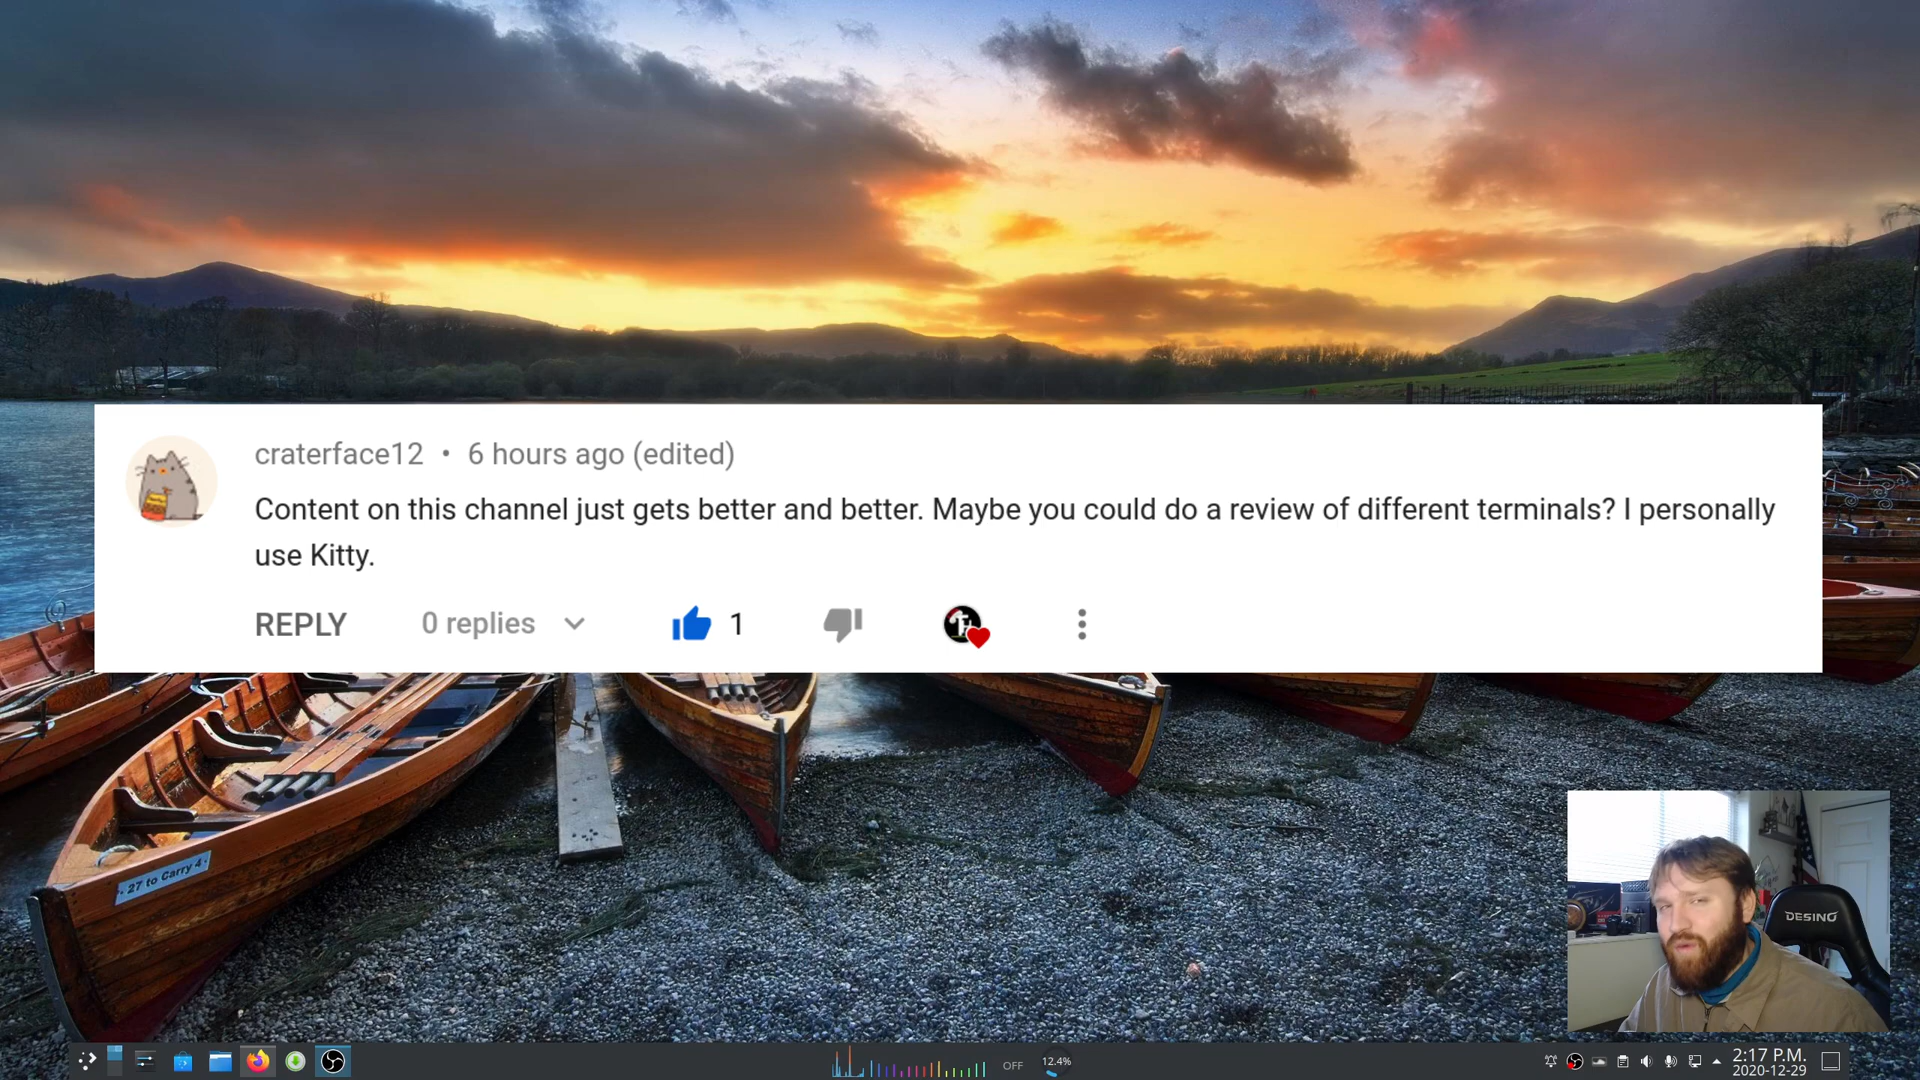 craterface12 • 6 hours ago (edited)
Content on this channel just gets better and better. Maybe you could do a review of different terminals? I personally
use Kitty.
REPLY 0 replies 1
27 to Carry 4
DESINO
OFF 12.4% 2:17 P.M.
2020-12-29